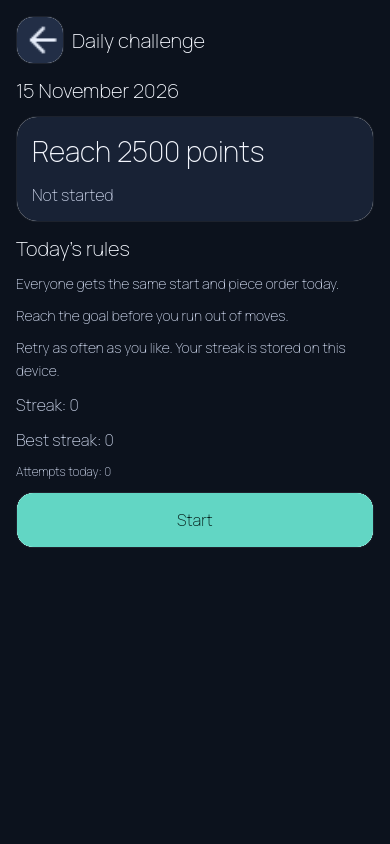 Daily challenge
15 November 2026
Reach 2500 points
Not started
Today's rules
Everyone gets the same start and piece order today.
Reach the goal before you run out of moves.
Retry as often as you like. Your streak is stored on this
device.
Streak: 0
Best streak: 0
Attempts today: 0
Start